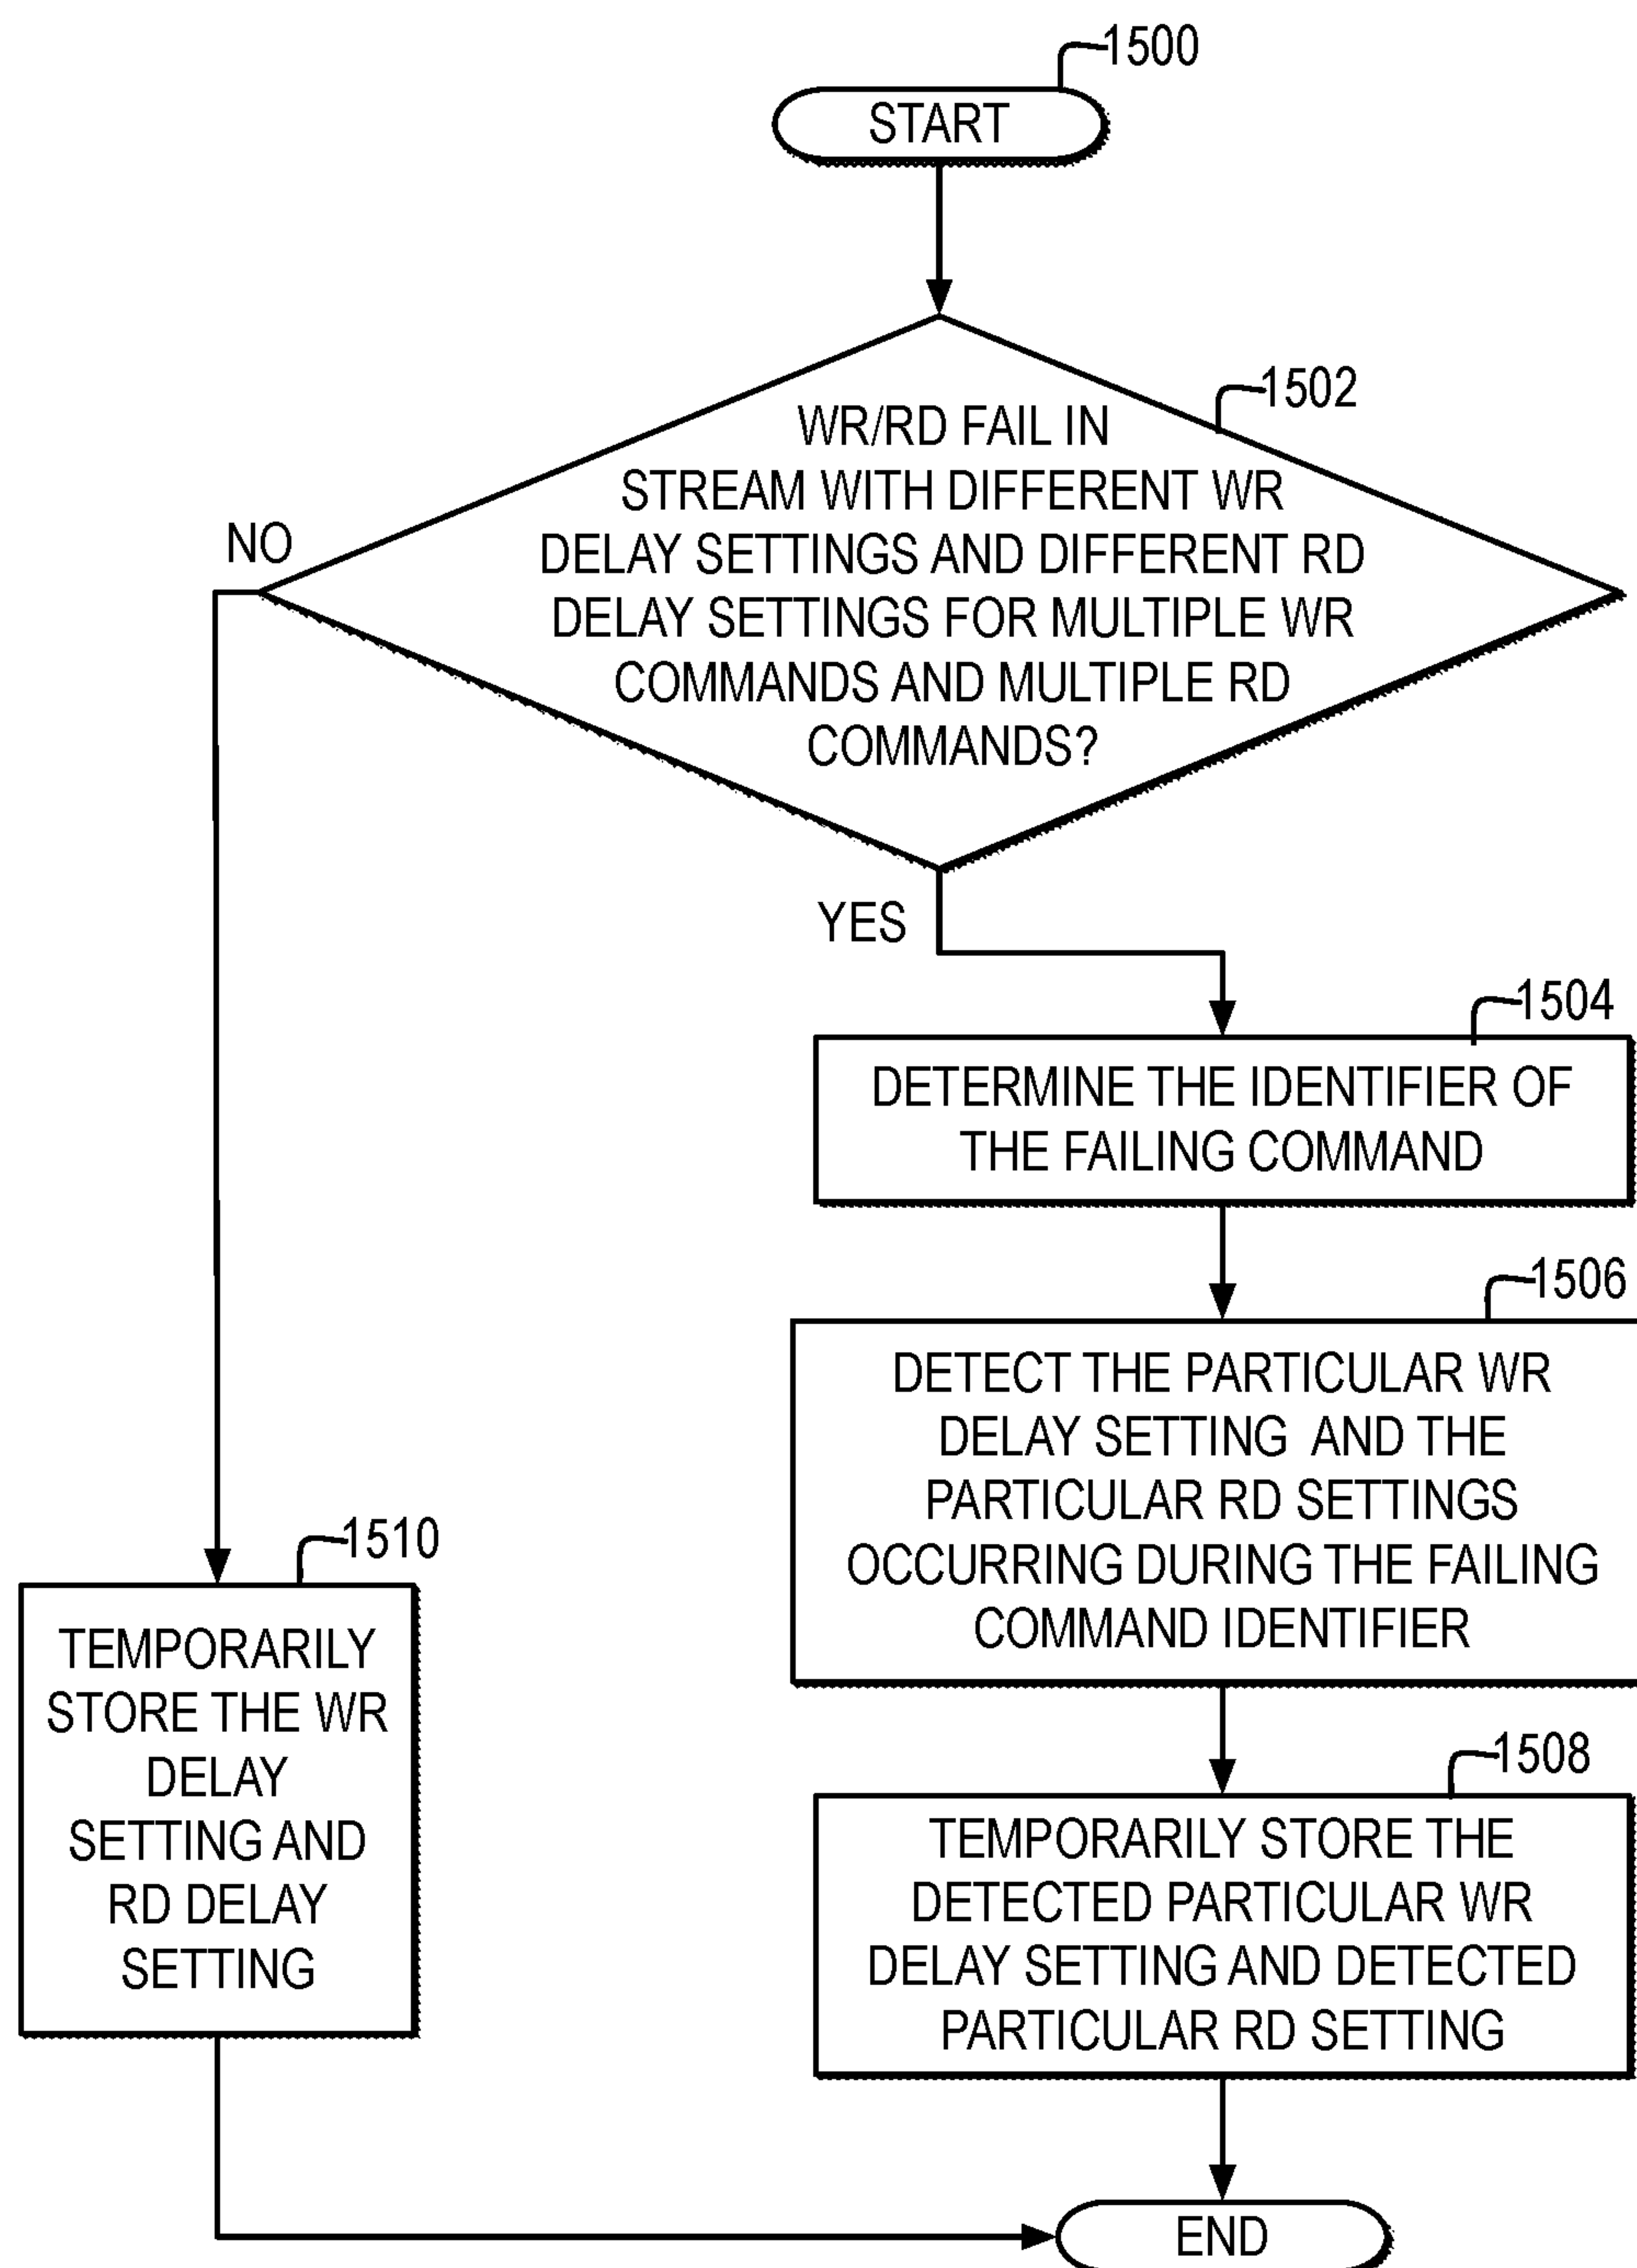 1500
START
1502
WR/RD FAIL IN
STREAM WITH DIFFERENT WR
DELAY SETTINGS AND DIFFERENT RD
DELAY SETTINGS FOR MULTIPLE WR
COMMANDS AND MULTIPLE RD
COMMANDS?
NO
YES
1504
DETERMINE THE IDENTIFIER OF
THE FAILING COMMAND
1506
DETECT THE PARTICULAR WR
DELAY SETTING AND THE
PARTICULAR RD SETTINGS
OCCURRING DURING THE FAILING
COMMAND IDENTIFIER
1510
TEMPORARILY
STORE THE WR
DELAY
SETTING AND
RD DELAY
SETTING
1508
TEMPORARILY STORE THE
DETECTED PARTICULAR WR
DELAY SETTING AND DETECTED
PARTICULAR RD SETTING
END